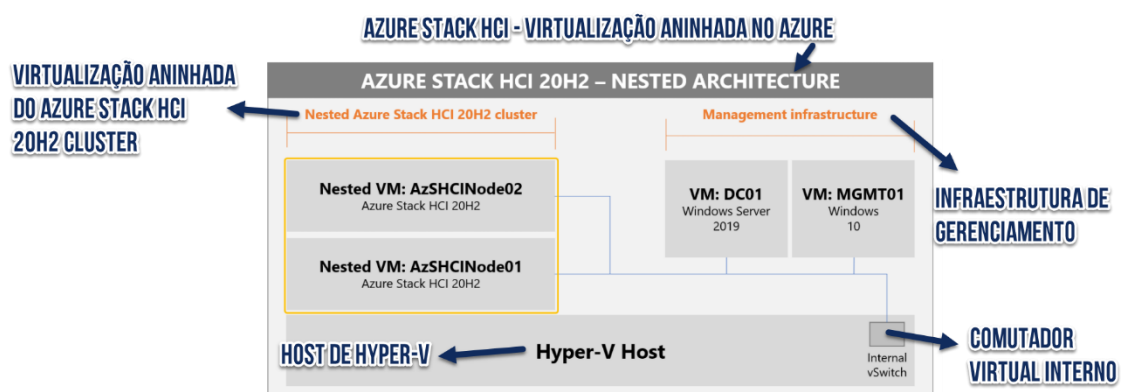 AZURE STACK HCI - VIRTUALIZAÇÃO ANINHADA NO AZURE
VIRTUALIZAÇÃO ANINHADA
DO AZURE STACK HCI
20H2 CLUSTER
AZURE STACK HCI 20H2 – NESTED ARCHITECTURE
Nested Azure Stack HCI 20H2 cluster
Management infrastructure
Nested VM: AzSHCINode02
Azure Stack HCI 20H2
VM: DC01
Windows Server
2019
VM: MGMT01
Windows
10
INFRAESTRUTURA DE
GERENCIAMENTO
Nested VM: AzSHCINode01
Azure Stack HCI 20H2
HOST DE HYPER-V
Hyper-V Host
Internal
vSwitch
COMUTADOR
VIRTUAL INTERNO